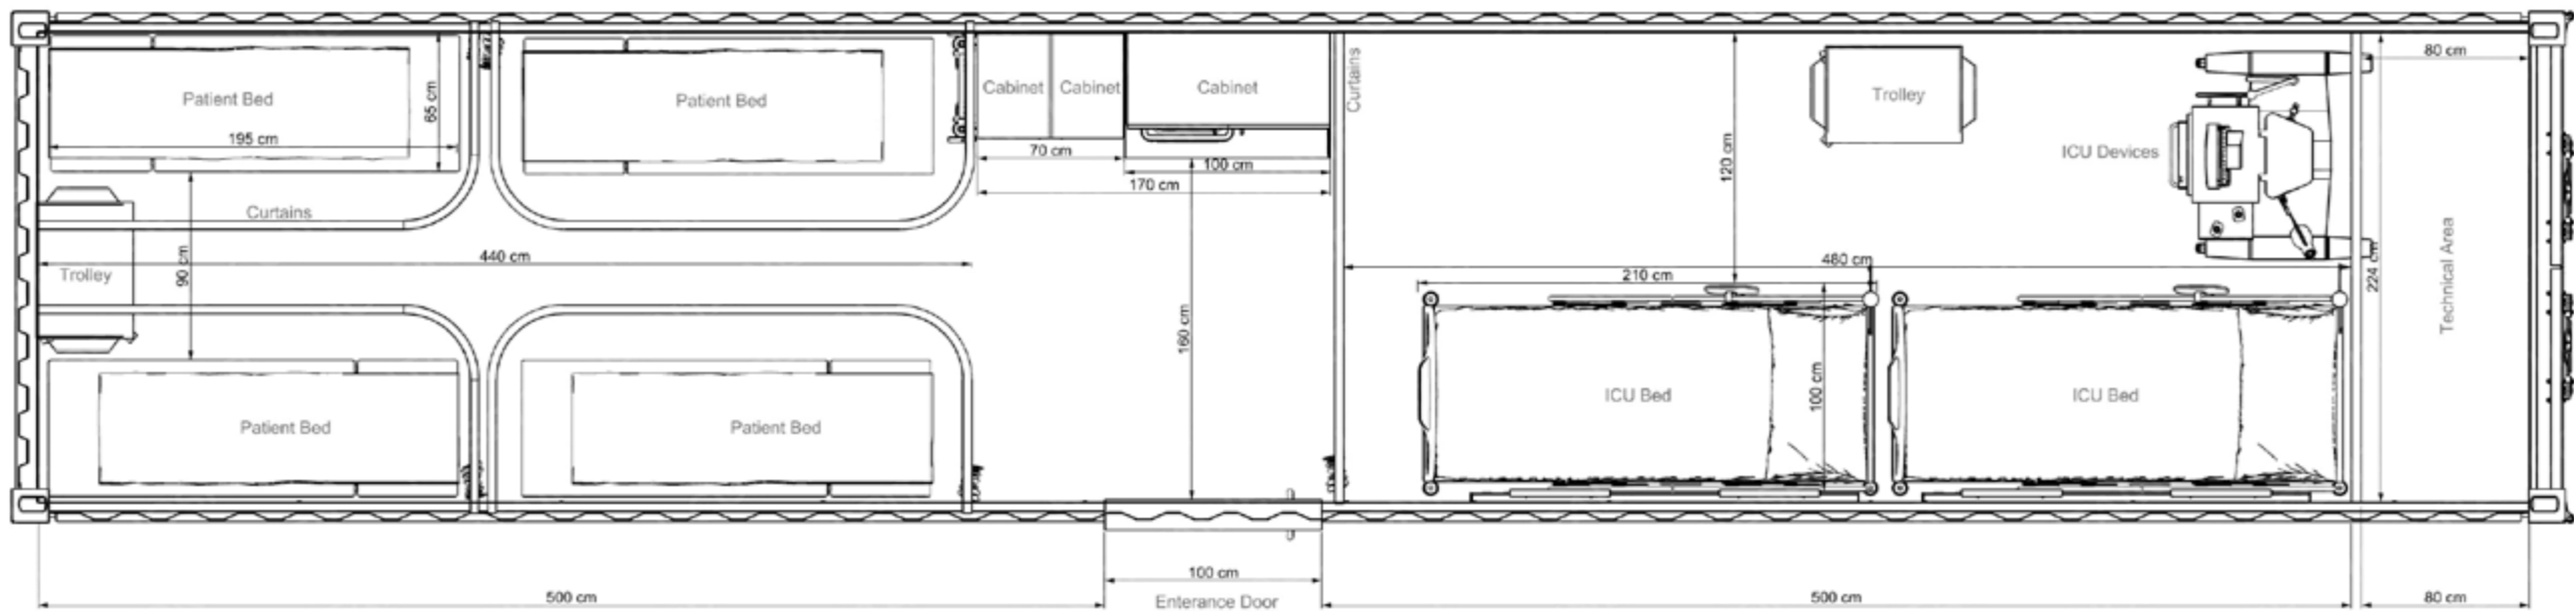 Patient Bed
195 cm
65 cm
Patient Bed
Cabinet
Cabinet
Cabinet
70 cm
100 cm
170 cm
Curtains
120 cm
Trolley
ICU Devices
80 cm
Curtains
Trolley
90 cm
440 cm
160 cm
480 cm
210 cm
224 cm
Technical Area
Patient Bed
Patient Bed
ICU Bed
100 cm
ICU Bed
500 cm
100 cm
Enterance Door
500 cm
80 cm